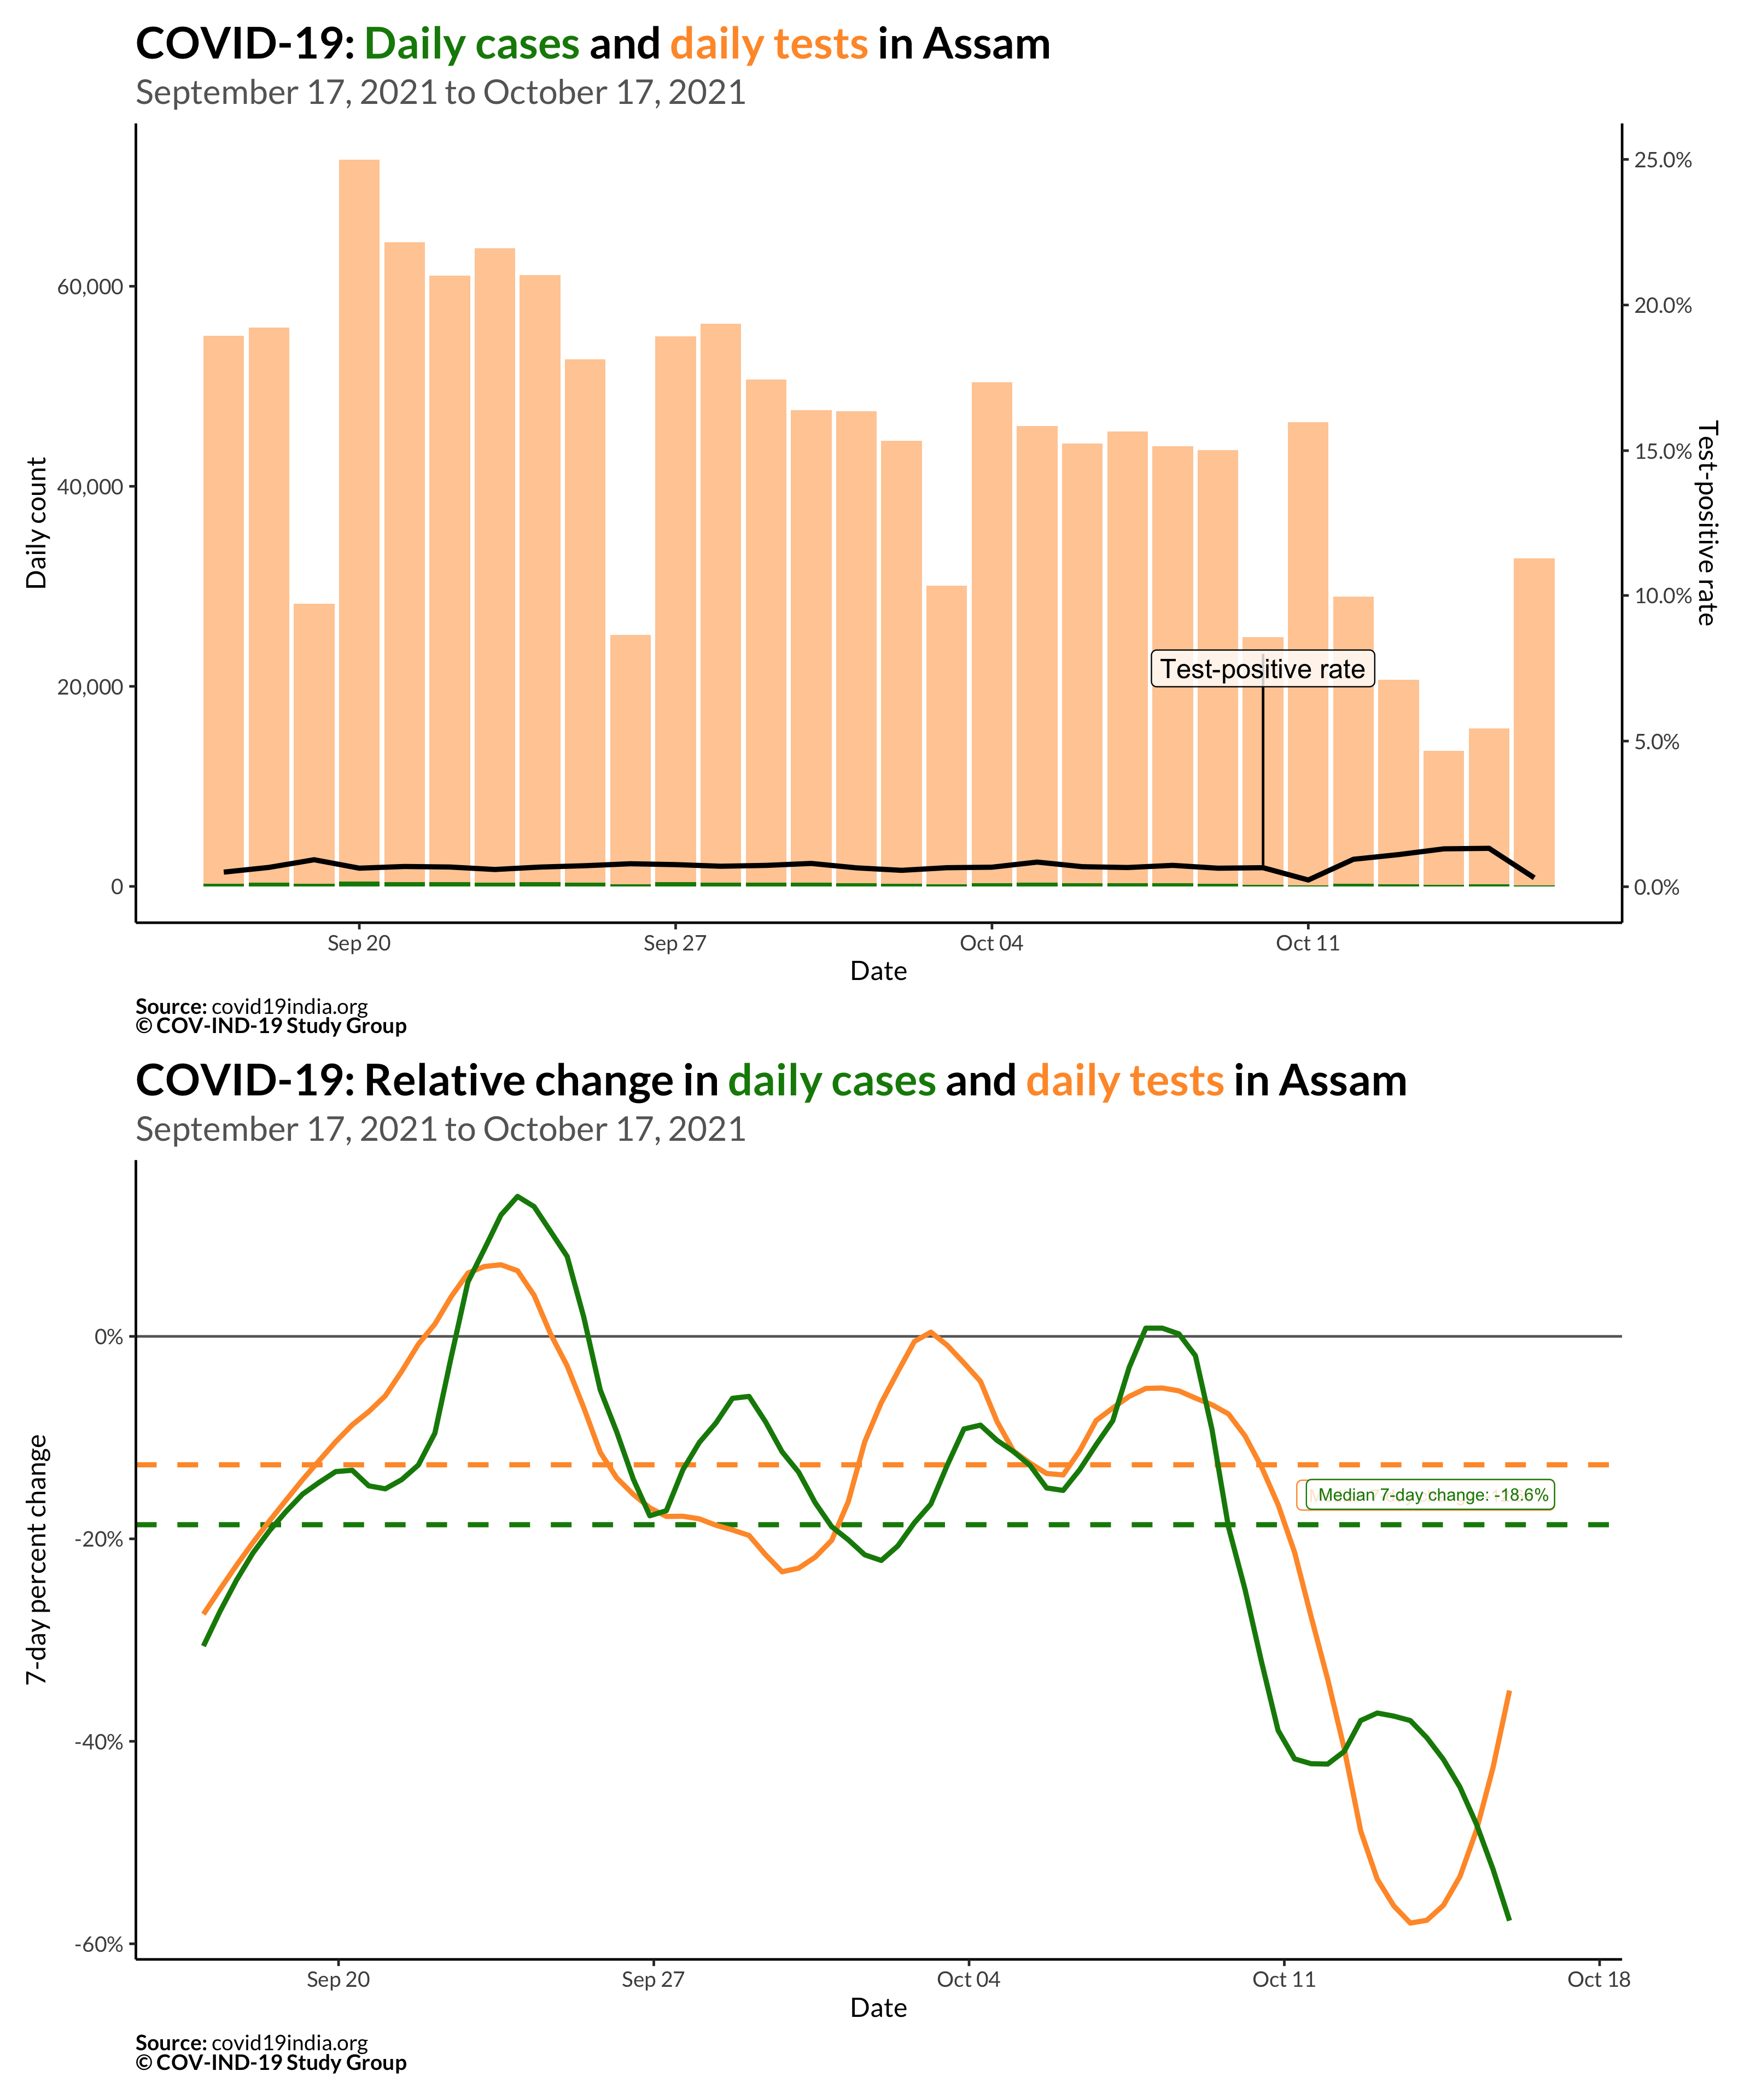 COVID-19: Daily cases and daily tests in Assam
September 17, 2021 to October 17, 2021
Daily count
60,000
40,000
20,000
0
25.0%
20.0%
15.0%
10.0%
5.0%
0.0%
Test-positive rate
Test-positive rate
Sep 20
Sep 27
Oct 04
Oct 11
Date
Source: covid19india.org
© COV-IND-19 Study Group
COVID-19: Relative change in daily cases and daily tests in Assam
September 17, 2021 to October 17, 2021
7-day percent change
0%
-20%
-40%
-60%
Median 7-day change: -18.6%
Sep 20
Sep 27
Oct 04
Oct 11
Oct 18
Date
Source: covid19india.org
© COV-IND-19 Study Group